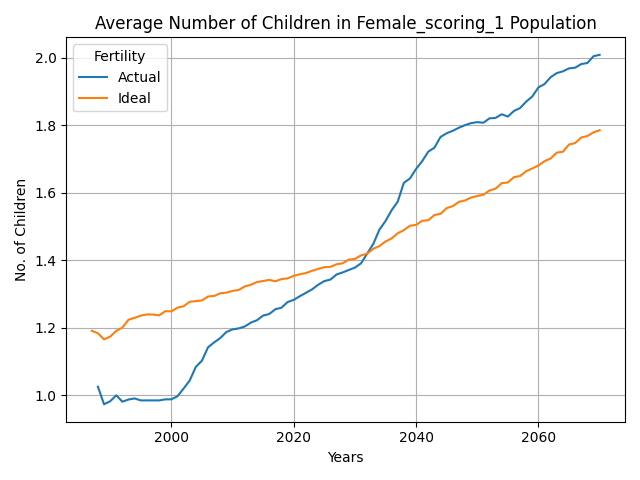 Average Number of Children in Female_scoring_1 Population
Fertility
Actual
Ideal
No. of Children
2.0
1.8
1.6
1.4
1.2
1.0
2000 2020 2040 2060
Years